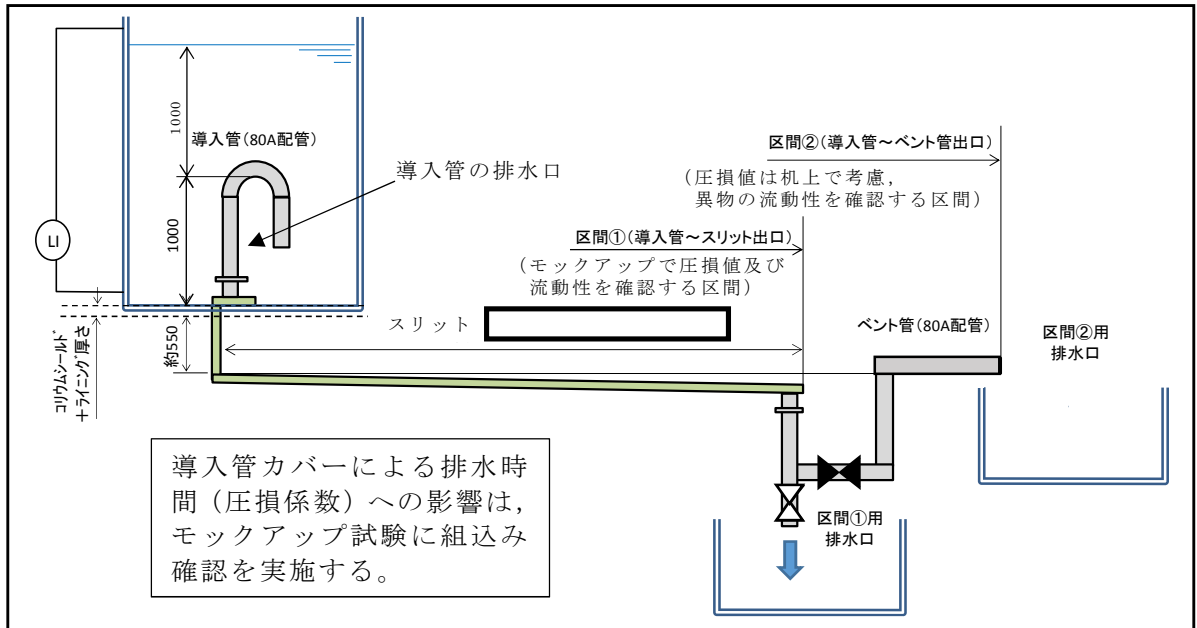 1000
導入管(80A配管)
導入管の排水口
1000
LI
コリウムシールド
+ライニング厚さ
約550
区間②(導入管~ベント管出口)
(圧損値は机上で考慮,
異物の流動性を確認する区間)
区間①(導入管~スリット出口)
(モックアップで圧損値及び
流動性を確認する区間)
スリット
ベント管(80A配管)
区間②用
排水口
区間①用
排水口
導入管カバーによる排水時
間(圧損係数)への影響は,
モックアップ試験に組込み
確認を実施する。